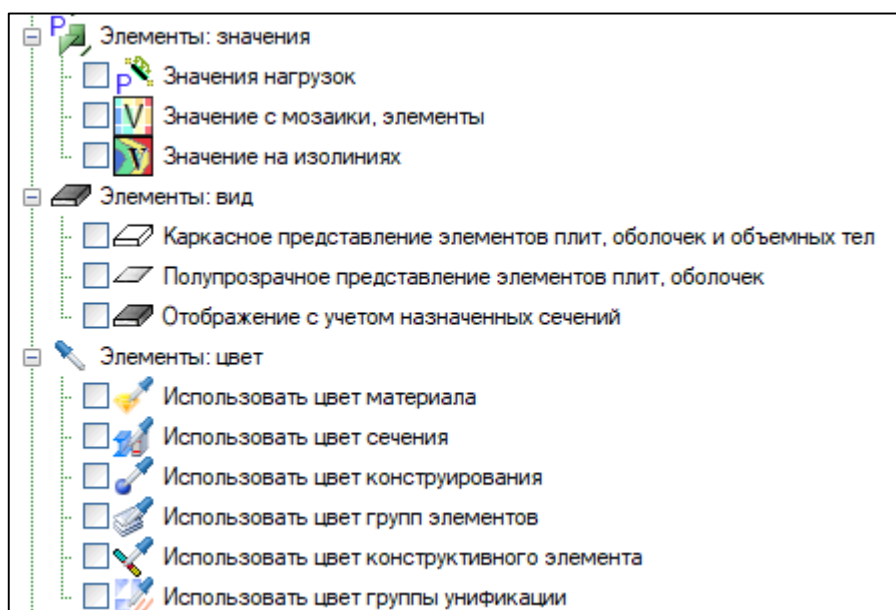 Элементы: значения
Значения нагрузок
Значение с мозаики, элементы
Значение на изолиниях
Элементы: вид
Каркасное представление элементов плит, оболочек и объемных тел
Полупрозрачное представление элементов плит, оболочек
Отображение с учетом назначенных сечений
Элементы: цвет
Использовать цвет материала
Использовать цвет сечения
Использовать цвет конструирования
Использовать цвет групп элементов
Использовать цвет конструктивного элемента
Использовать цвет группы унификации